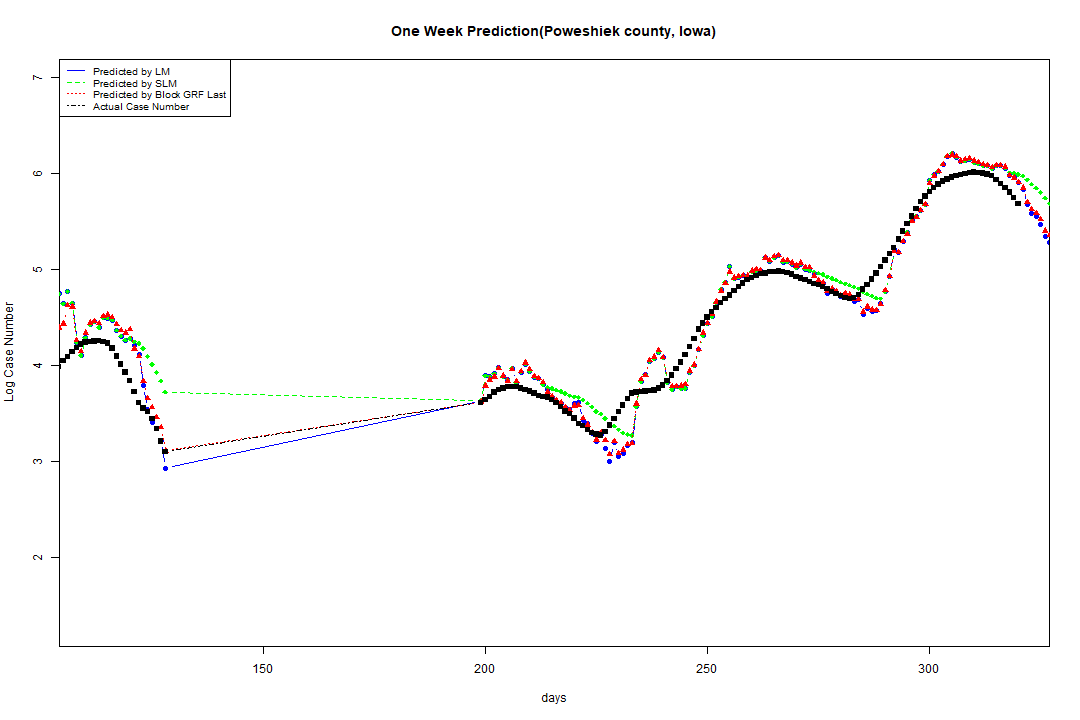 One Week Prediction(Poweshiek county, Iowa)
Predicted by LM
Predicted by SLM
Predicted by Block GRF Last
Actual Case Number
Log Case Number
7
6
5
4
3
2
150
200
250
300
days